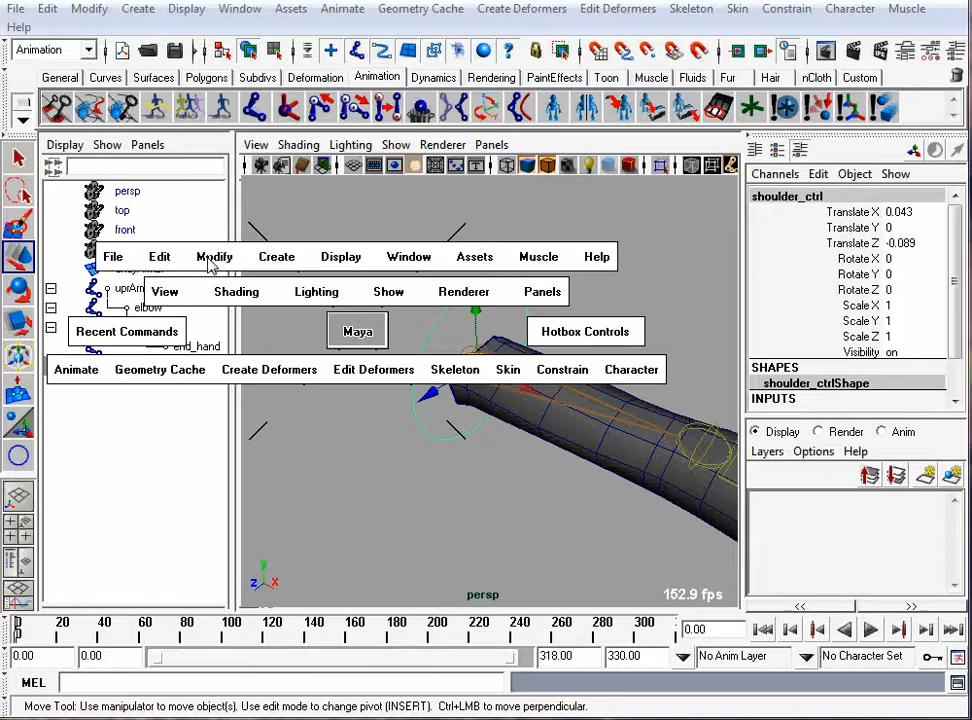 File Edit Modify Create Display Window Assets Animate Geometry Cache Create Deformers Edit Deformers Skeleton Skin Constrain Character Muscle
Help
Animation
General Curves Surfaces Polygons Subdivs Deformation Animation Dynamics Rendering PaintEffects Toon Muscle Fluids Fur Hair nCloth Custom
Display Show Panels
View Shading Lighting Show Renderer Panels
Channels Edit Object Show
persp
top
front
shoulder_ctrl
Translate X 0.043
Translate Y 0.008
Translate Z -0.089
Rotate X 0
Rotate Y 0
Rotate Z 0
Scale X 1
Scale Y 1
Scale Z 1
Visibility on
SHAPES
shoulder_ctrlShape
INPUTS
File Edit Modify Create Display Window Assets Muscle Help
View Shading Lighting Show Renderer Panels
uprArm
elbow
Recent Commands Maya Hotbox Controls
end_hand
Animate Geometry Cache Create Deformers Edit Deformers Skeleton Skin Constrain Character
Display Render Anim
Layers Options Help
y
z x
persp
152.9 fps
<< >>
20 40 60 80 100 120 140 160 180 200 220 240 260 280 300
0.00
0.00 0.00 318.00 330.00 No Anim Layer No Character Set
MEL
Move Tool: Use manipulator to move object(s). Use edit mode to change pivot (INSERT). Ctrl+LMB to move perpendicular.